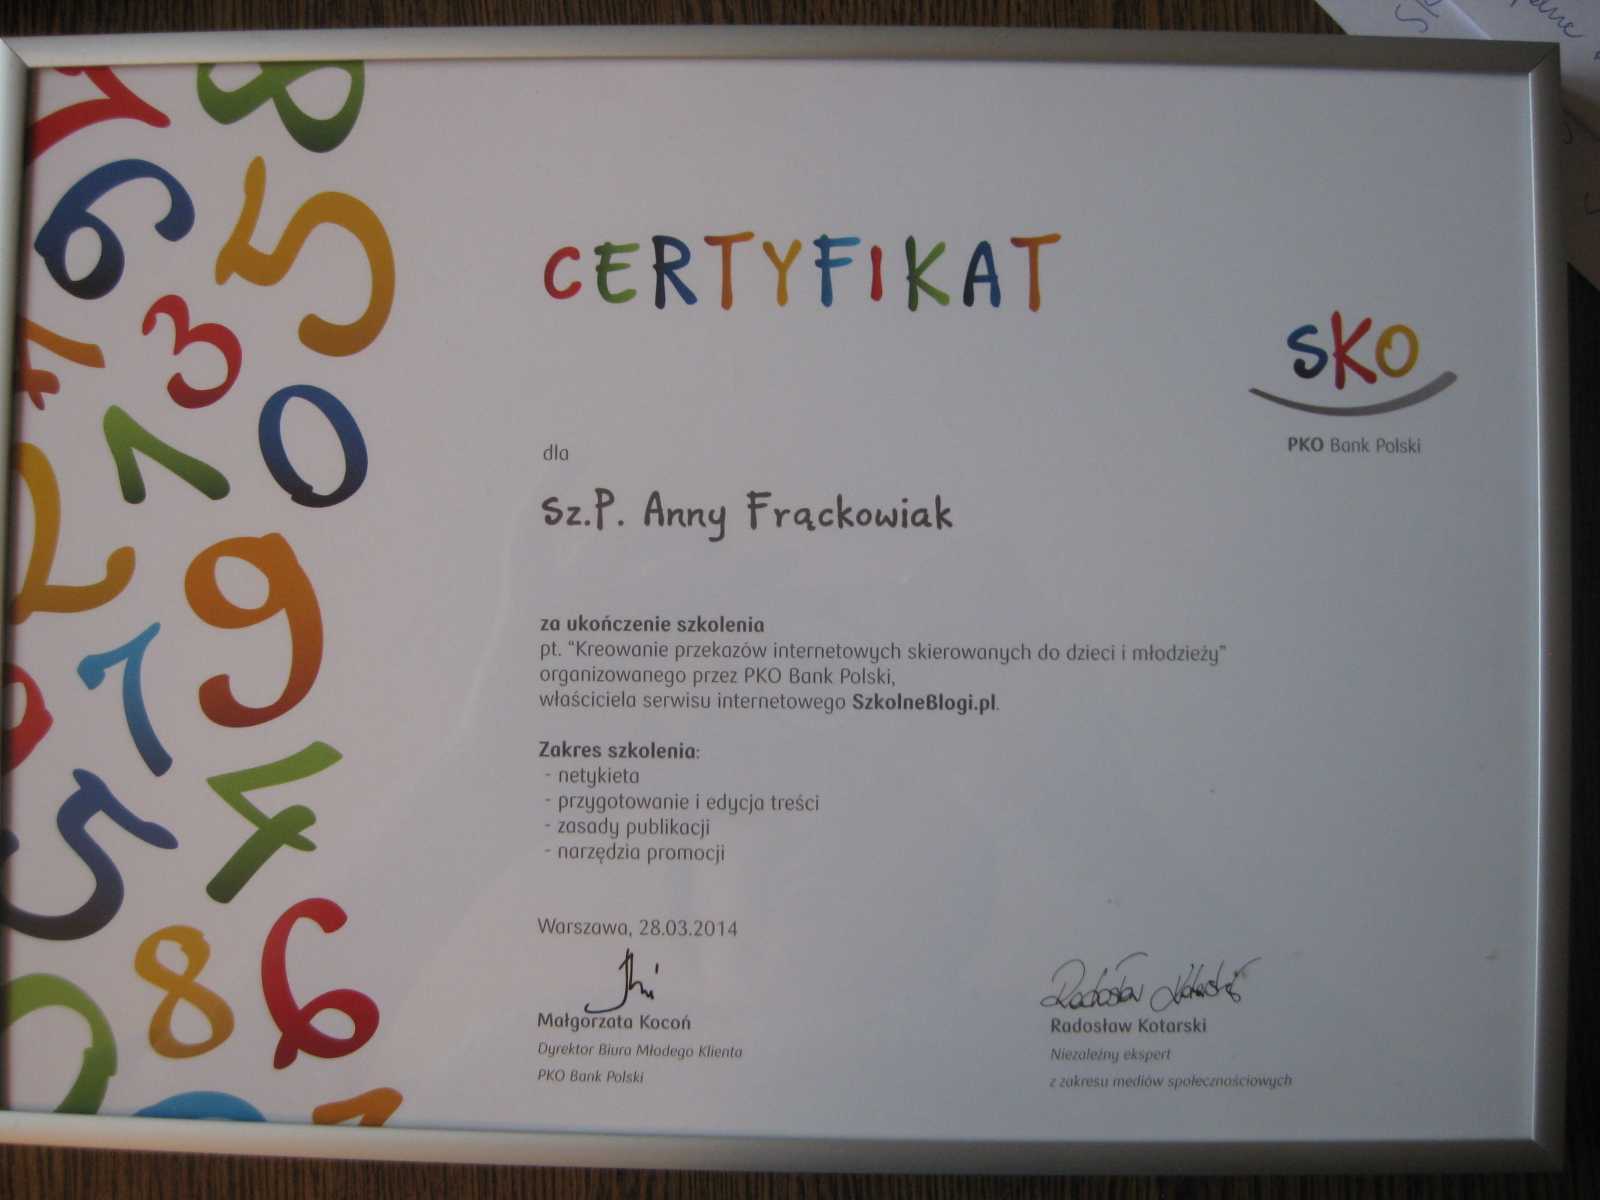 CERTYFIKAT
SKO
PKO Bank Polski
dla
Sz.P. Anny Frąckowiak
za ukończenie szkolenia
pt. “Kreowanie przekazów internetowych skierowanych do dzieci i młodzieży”
organizowanego przez PKO Bank Polski,
właściciela serwisu internetowego SzkolneBlogi.pl.
Zakres szkolenia:
- netykieta
- przygotowanie i edycja treści
- zasady publikacji
- narzędzia promocji
Warszawa, 28.03.2014
Małgorzata Kocoń
Dyrektor Biura Młodego Klienta
PKO Bank Polski
Radosław Kotarski
Radosław Kotarski
Niezależny ekspert
z zakresu mediów społecznościowych